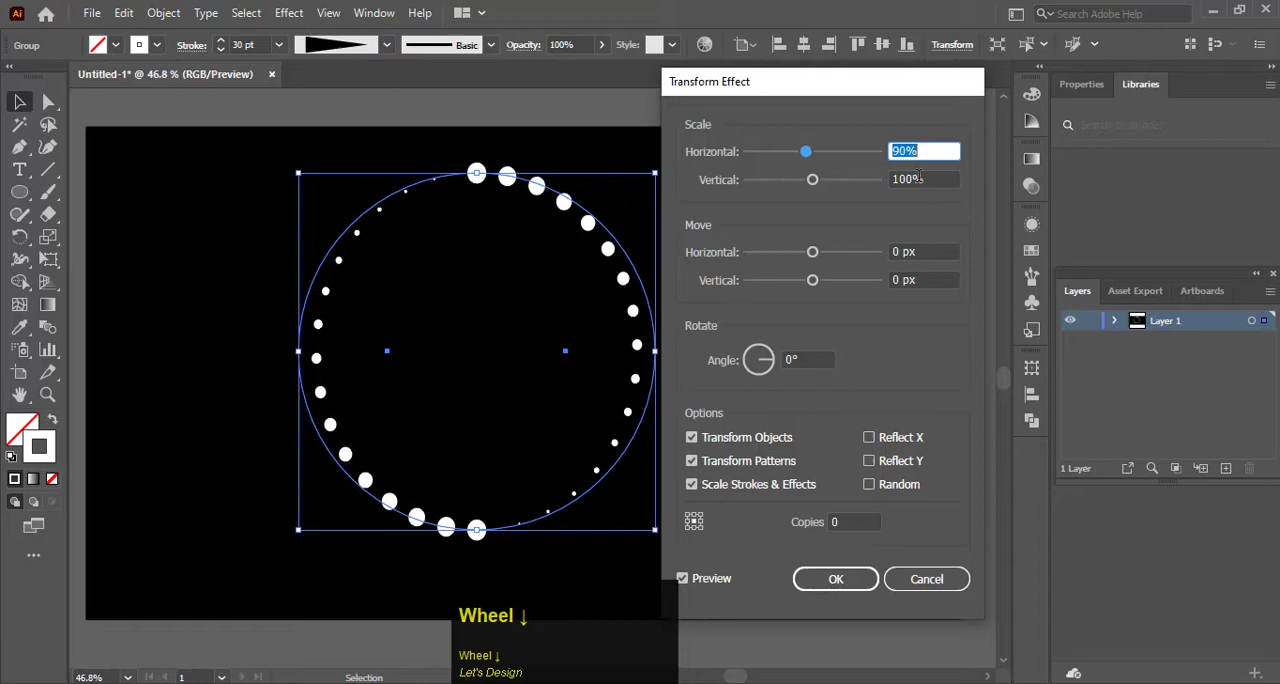 Ai File Edit Object Type Select Effect View Window Help Search Adobe Help
Group Stroke: 30 pt Basic Opacity: 100% Style: Transform
Untitled-1* @ 46.8 % (RGB/Preview) ×
Transform Effect
Scale
Horizontal: 90%
Vertical: 100%
Move
Horizontal: 0 px
Vertical: 0 px
Rotate
Angle: 0°
Options
Transform Objects Reflect X
Transform Patterns Reflect Y
Scale Strokes & Effects Random
Copies 0
Preview OK Cancel
Properties Libraries
Layers Asset Export Artboards
Layer 1
1 Layer
Wheel ↓
Wheel ↓
Let's Design
46.8% 1 Selection